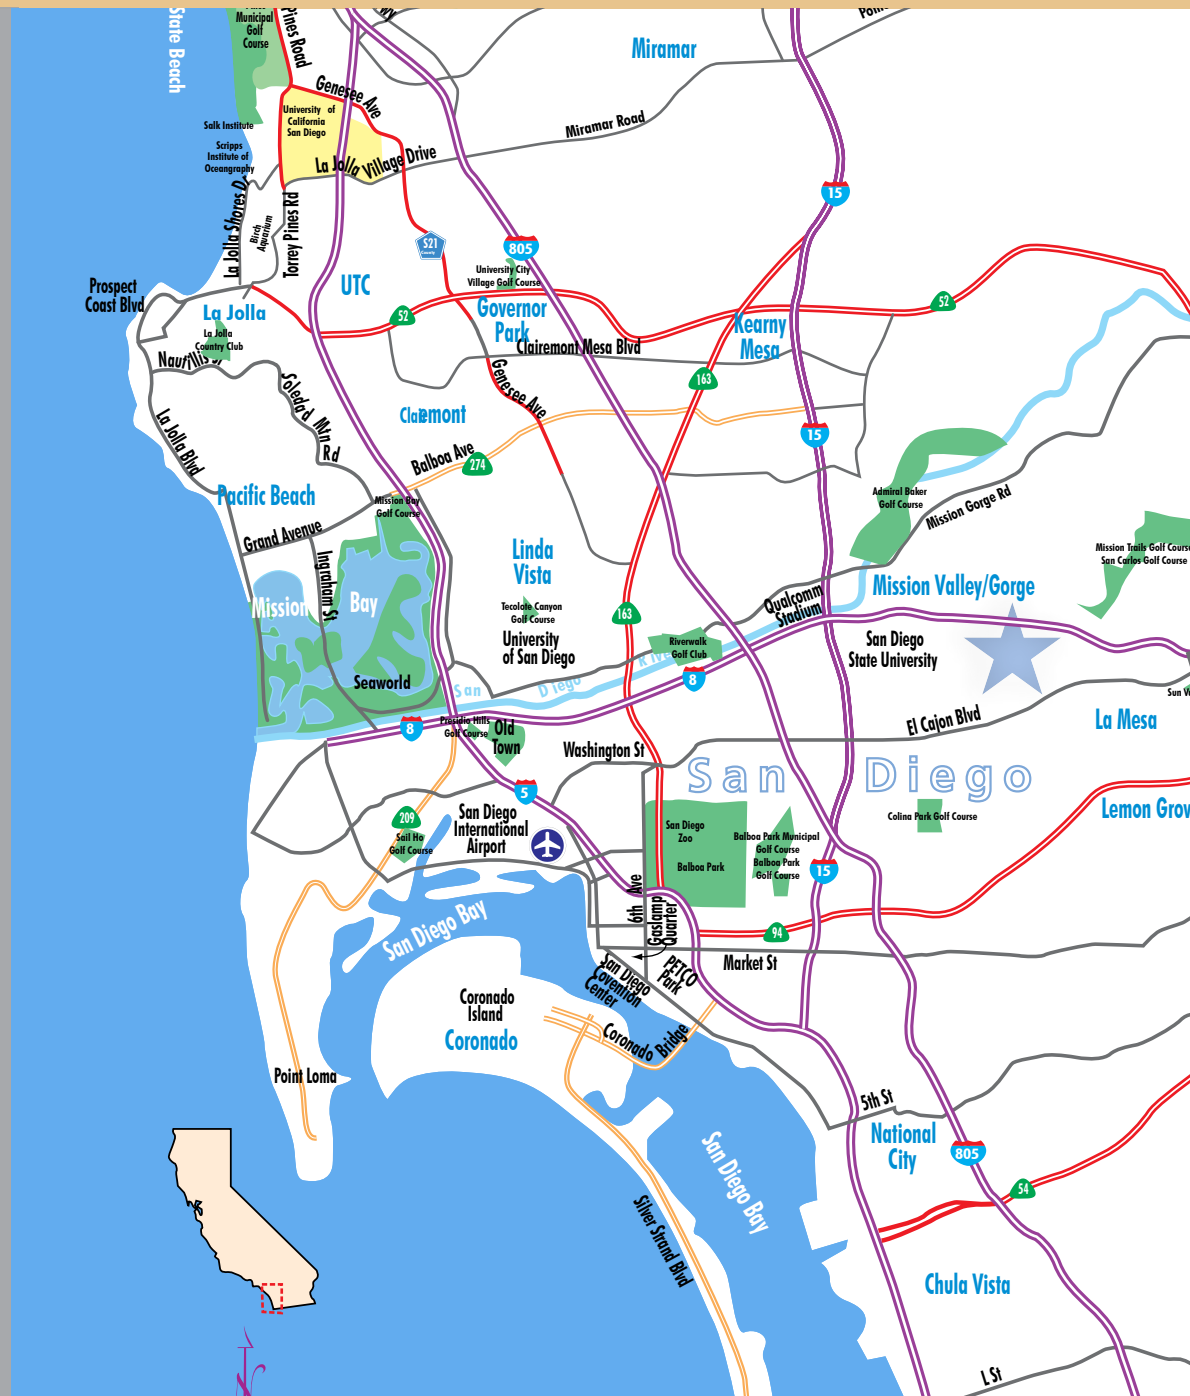 State Beach
Municipal
Golf
Course
Pines Road
Miramar
Genesee Ave
University of
California
San Diego
Salk Institute
Scripps
Institute of
Oceanography
La Jolla Village Drive
Miramar Road
La Jolla Shores Dr
Birch
Aquarium
Torrey Pines Rd
15
S21
County
805
University City
Village Golf Course
UTC
Prospect
Coast Blvd
La Jolla
52
Governor
Park
52
Kearny
Mesa
La Jolla
Country Club
Clairemont Mesa Blvd
163
Soledad Mtn
Rd
Genesee Ave
La Jolla Blvd
Clairemont
15
Balboa Ave
274
Pacific Beach
Mission Bay
Golf Course
Admiral Baker
Golf Course
Mission Gorge Rd
Grand Avenue
Ingraham St
Linda
Vista
Mission Trails Golf Course
San Carlos Golf Course
Mission
Bay
Mission Valley/Gorge
Qualcomm
Stadium
Tecolote Canyon
Golf Course
163
University
of San Diego
Riverwalk
Golf Club
San Diego
State University
San
Diego
River
Seaworld
8
8
Presidio Hills
Golf Course
Old
Town
Washington St
El Cajon Blvd
La Mesa
San Diego
5
209
Sail Ho
Golf Course
San Diego
International
Airport
San Diego
Zoo
Balboa Park
Balboa Park Municipal
Golf Course
Balboa Park
Golf Course
Colina Park Golf Course
15
6th Ave
Gaslamp
Quarter
94
San Diego Bay
San Diego
Covention
Center
PETCO
Park
Market St
Coronado
Island
Coronado
Coronado Bridge
Point Loma
5th St
National
City
805
54
San Diego Bay
Silver Strand Blvd
Chula Vista
L St